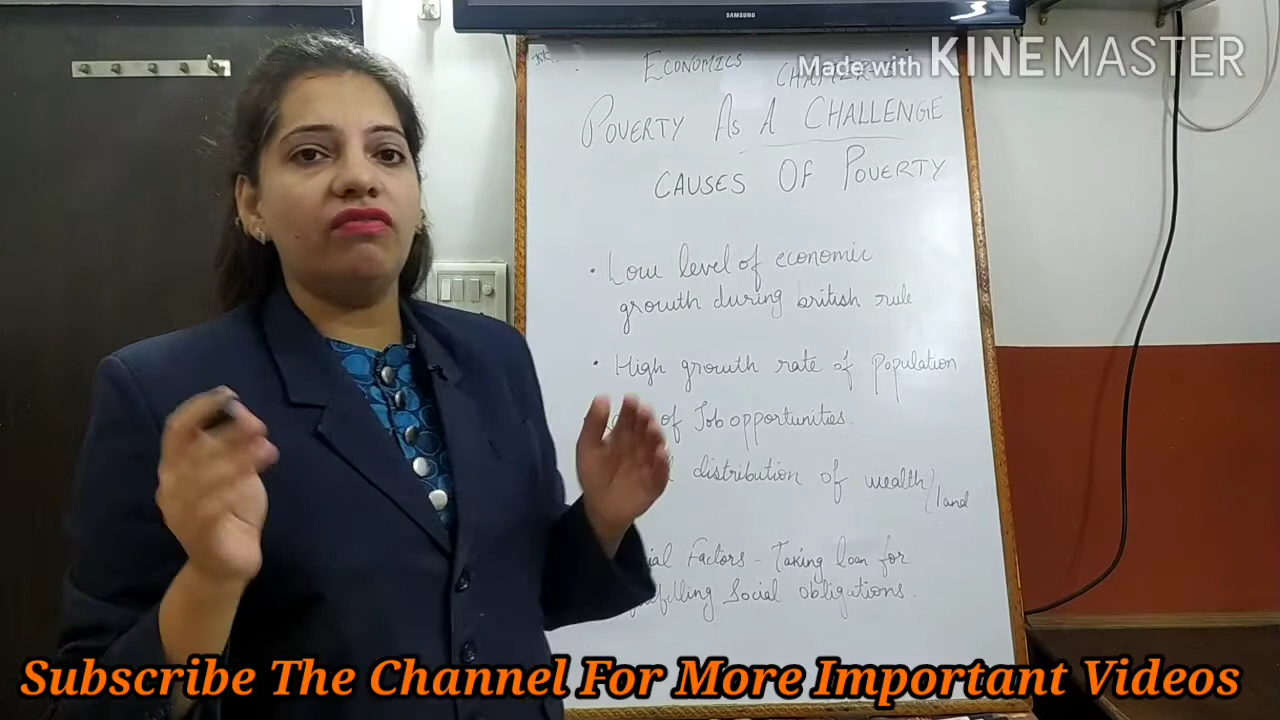 SAMSUNG
Made with KINEMASTER
ECONOMICS
POVERTY AS A CHALLENGE
CAUSES OF POVERTY
• Low level of economic
growth during british rule
• High growth rate of Population
of Job opportunities.
distribution of wealth / land
Factors - Taking loan for
Social obligations.
Subscribe The Channel For More Important Videos